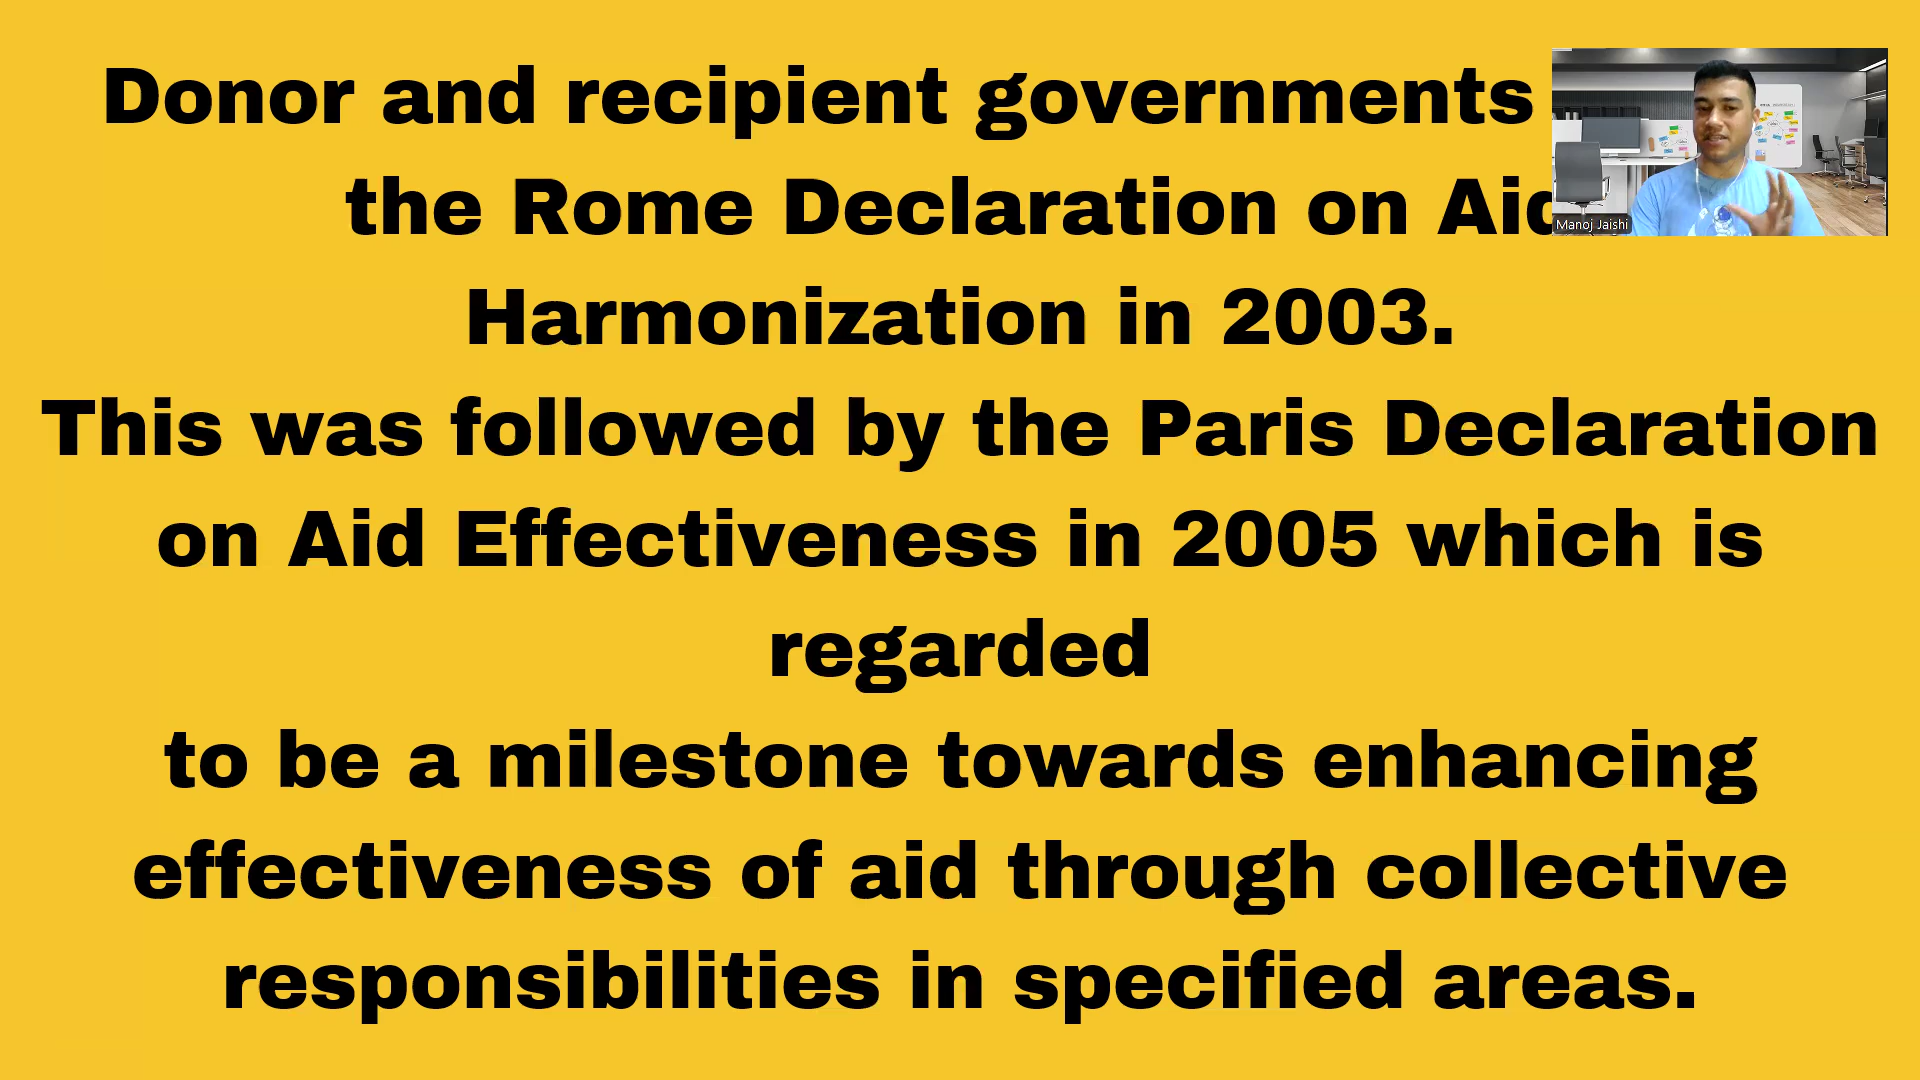 Donor and recipient governments
the Rome Declaration on Aid
Harmonization in 2003.
This was followed by the Paris Declaration
on Aid Effectiveness in 2005 which is
regarded
to be a milestone towards enhancing
effectiveness of aid through collective
responsibilities in specified areas.
Manoj Jaishi